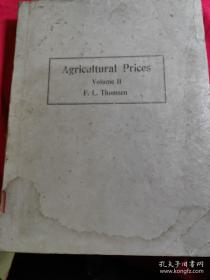 Agricultural Prices
Volume II
F. L. Thomsen
孔夫子旧书网